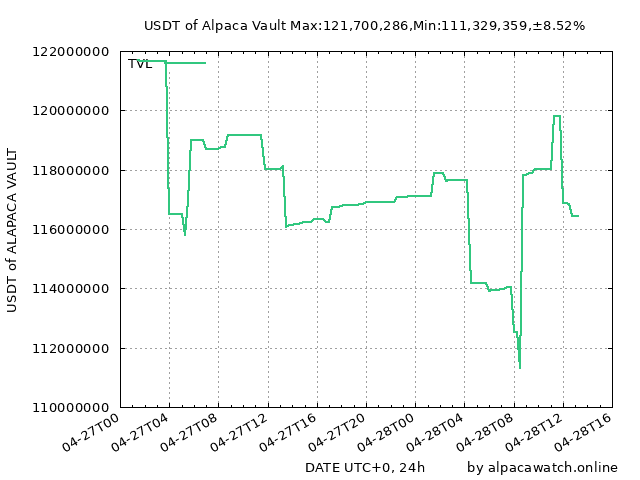 USDT of Alpaca Vault Max:121,700,286,Min:111,329,359,±8.52%
USDT of ALAPACA VAULT
122000000
120000000
118000000
116000000
114000000
112000000
110000000
TVL
04-27T00
04-27T04
04-27T08
04-27T12
04-27T16
04-27T20
04-28T00
04-28T04
04-28T08
04-28T12
04-28T16
DATE UTC+0, 24h
by alpacawatch.online